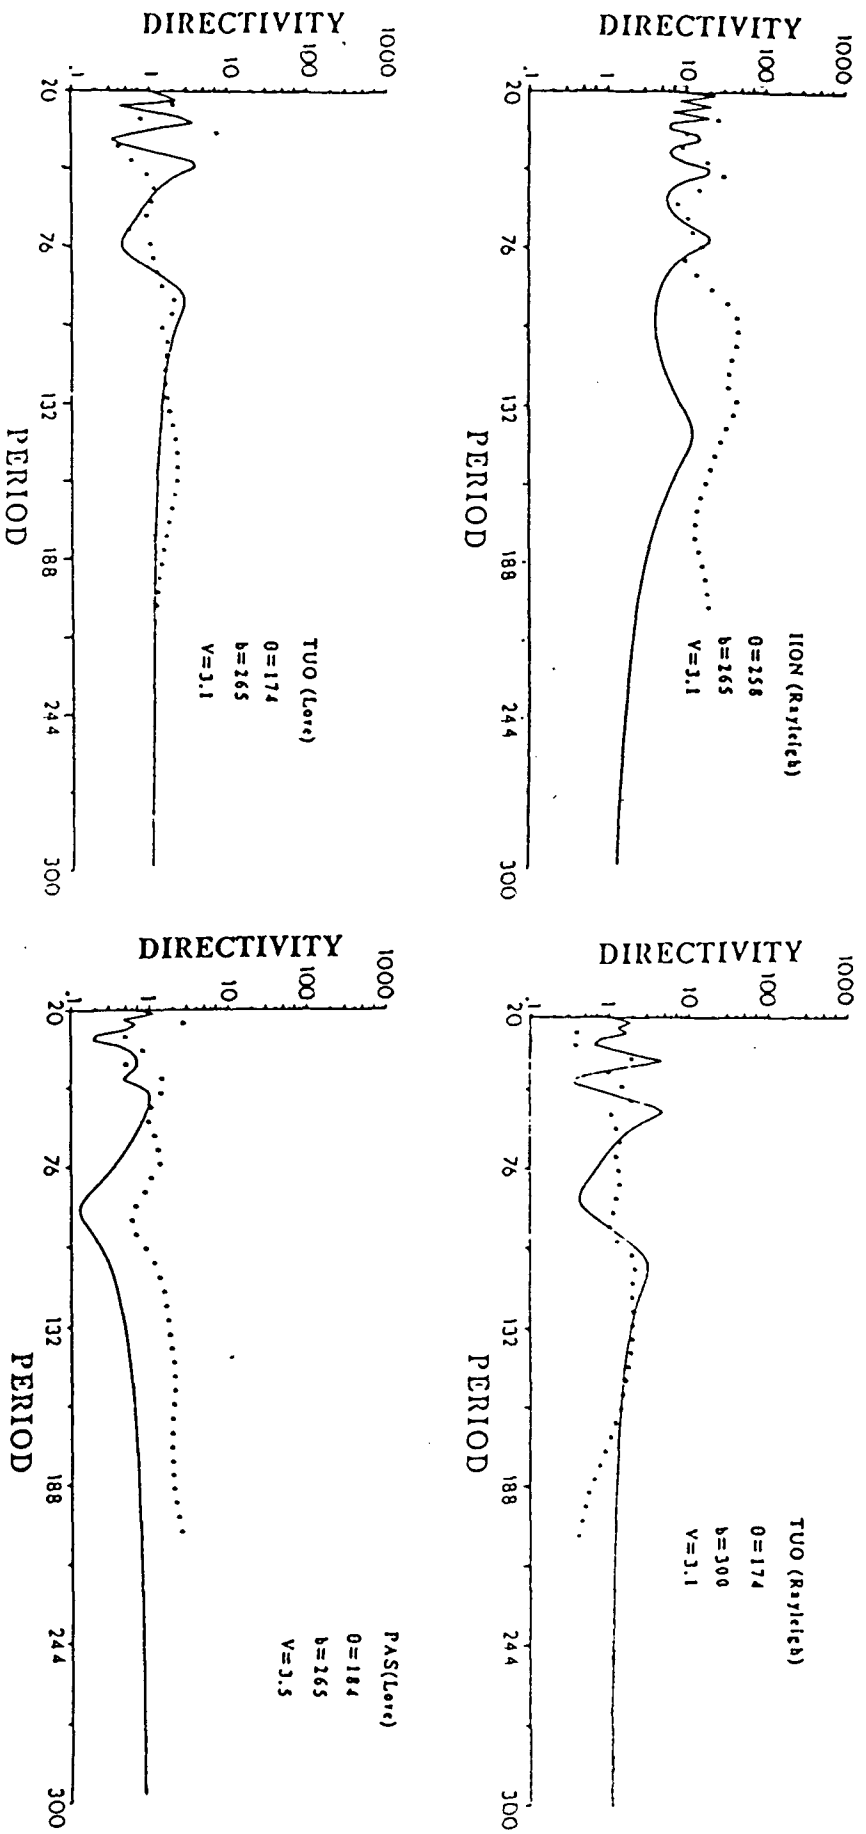 DIRECTIVITY
1000
100
10
1
.1
20
76
132
188
244
300
PERIOD
HON (Rayleigh)
θ=258
b=265
V=3.1
DIRECTIVITY
1000
100
10
1
.1
20
76
132
188
244
300
PERIOD
TUO (Rayleigh)
θ=174
b=300
V=3.1
DIRECTIVITY
1000
100
10
1
.1
20
76
132
188
244
300
PERIOD
TUO (Love)
θ=174
b=265
V=3.1
DIRECTIVITY
1000
100
10
1
.1
20
76
132
188
244
300
PERIOD
PAS(Love)
θ=184
b=265
V=3.5